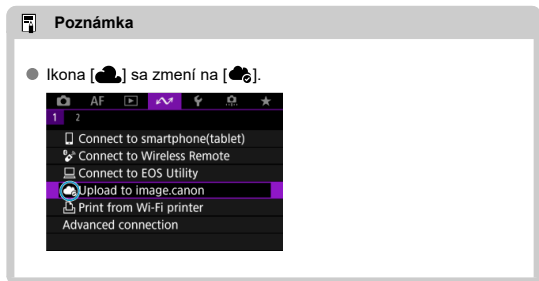 Poznámka
Ikona [] sa zmení na [].
AF
1 2
Connect to smartphone(tablet)
Connect to Wireless Remote
Connect to EOS Utility
Upload to image.canon
Print from Wi-Fi printer
Advanced connection